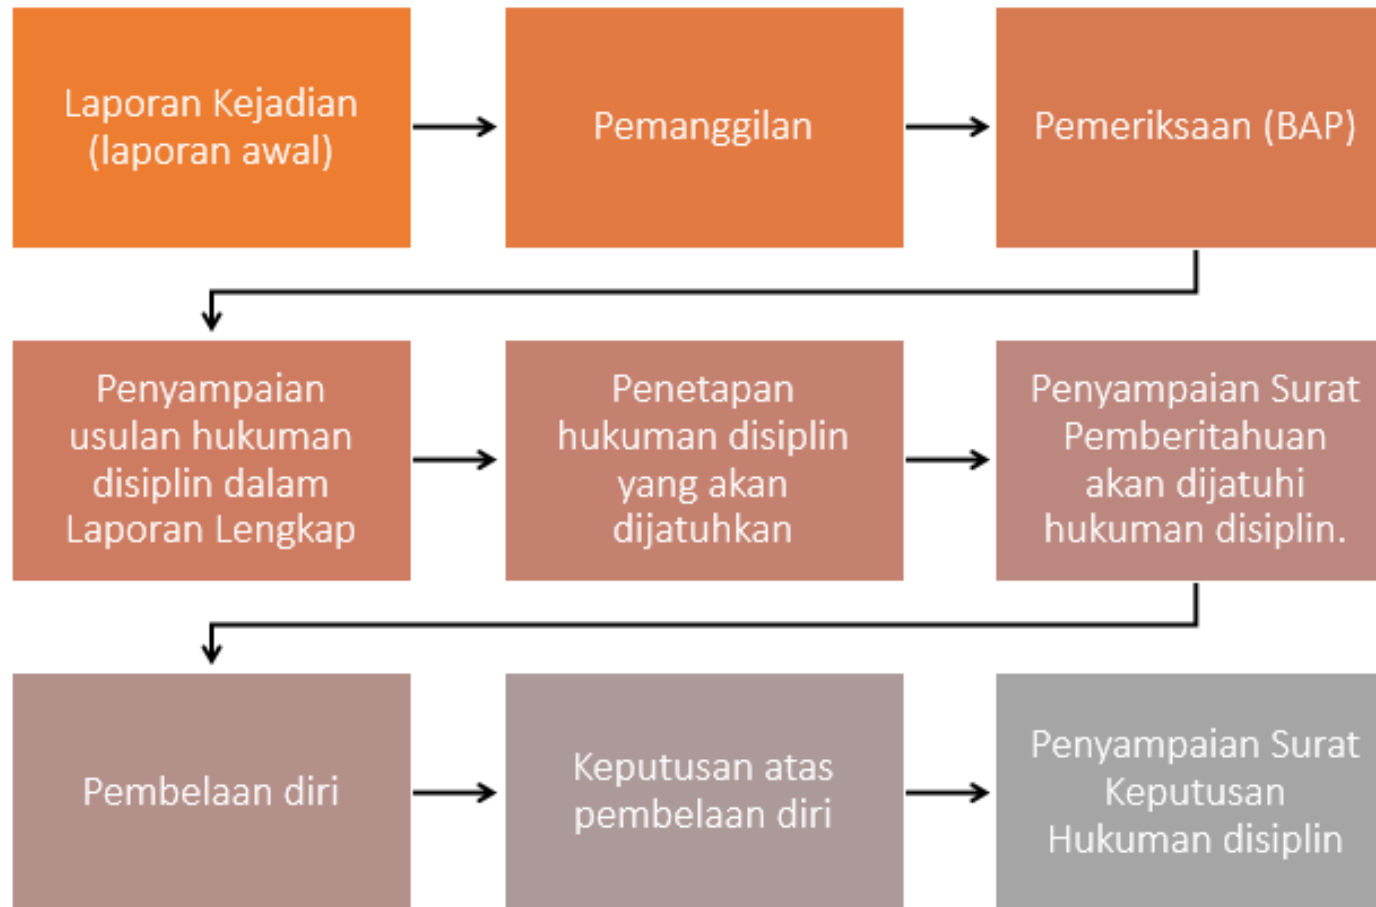 Laporan Kejadian
(laporan awal)
Pemanggilan
Pemeriksaan (BAP)
Penyampaian
usulan hukuman
disiplin dalam
Laporan Lengkap
Penetapan
hukuman disiplin
yang akan
dijatuhkan
Penyampaian Surat
Pemberitahuan
akan dijatuhi
hukuman disiplin.
Pembelaan diri
Keputusan atas
pembelaan diri
Penyampaian Surat
Keputusan
Hukuman disiplin